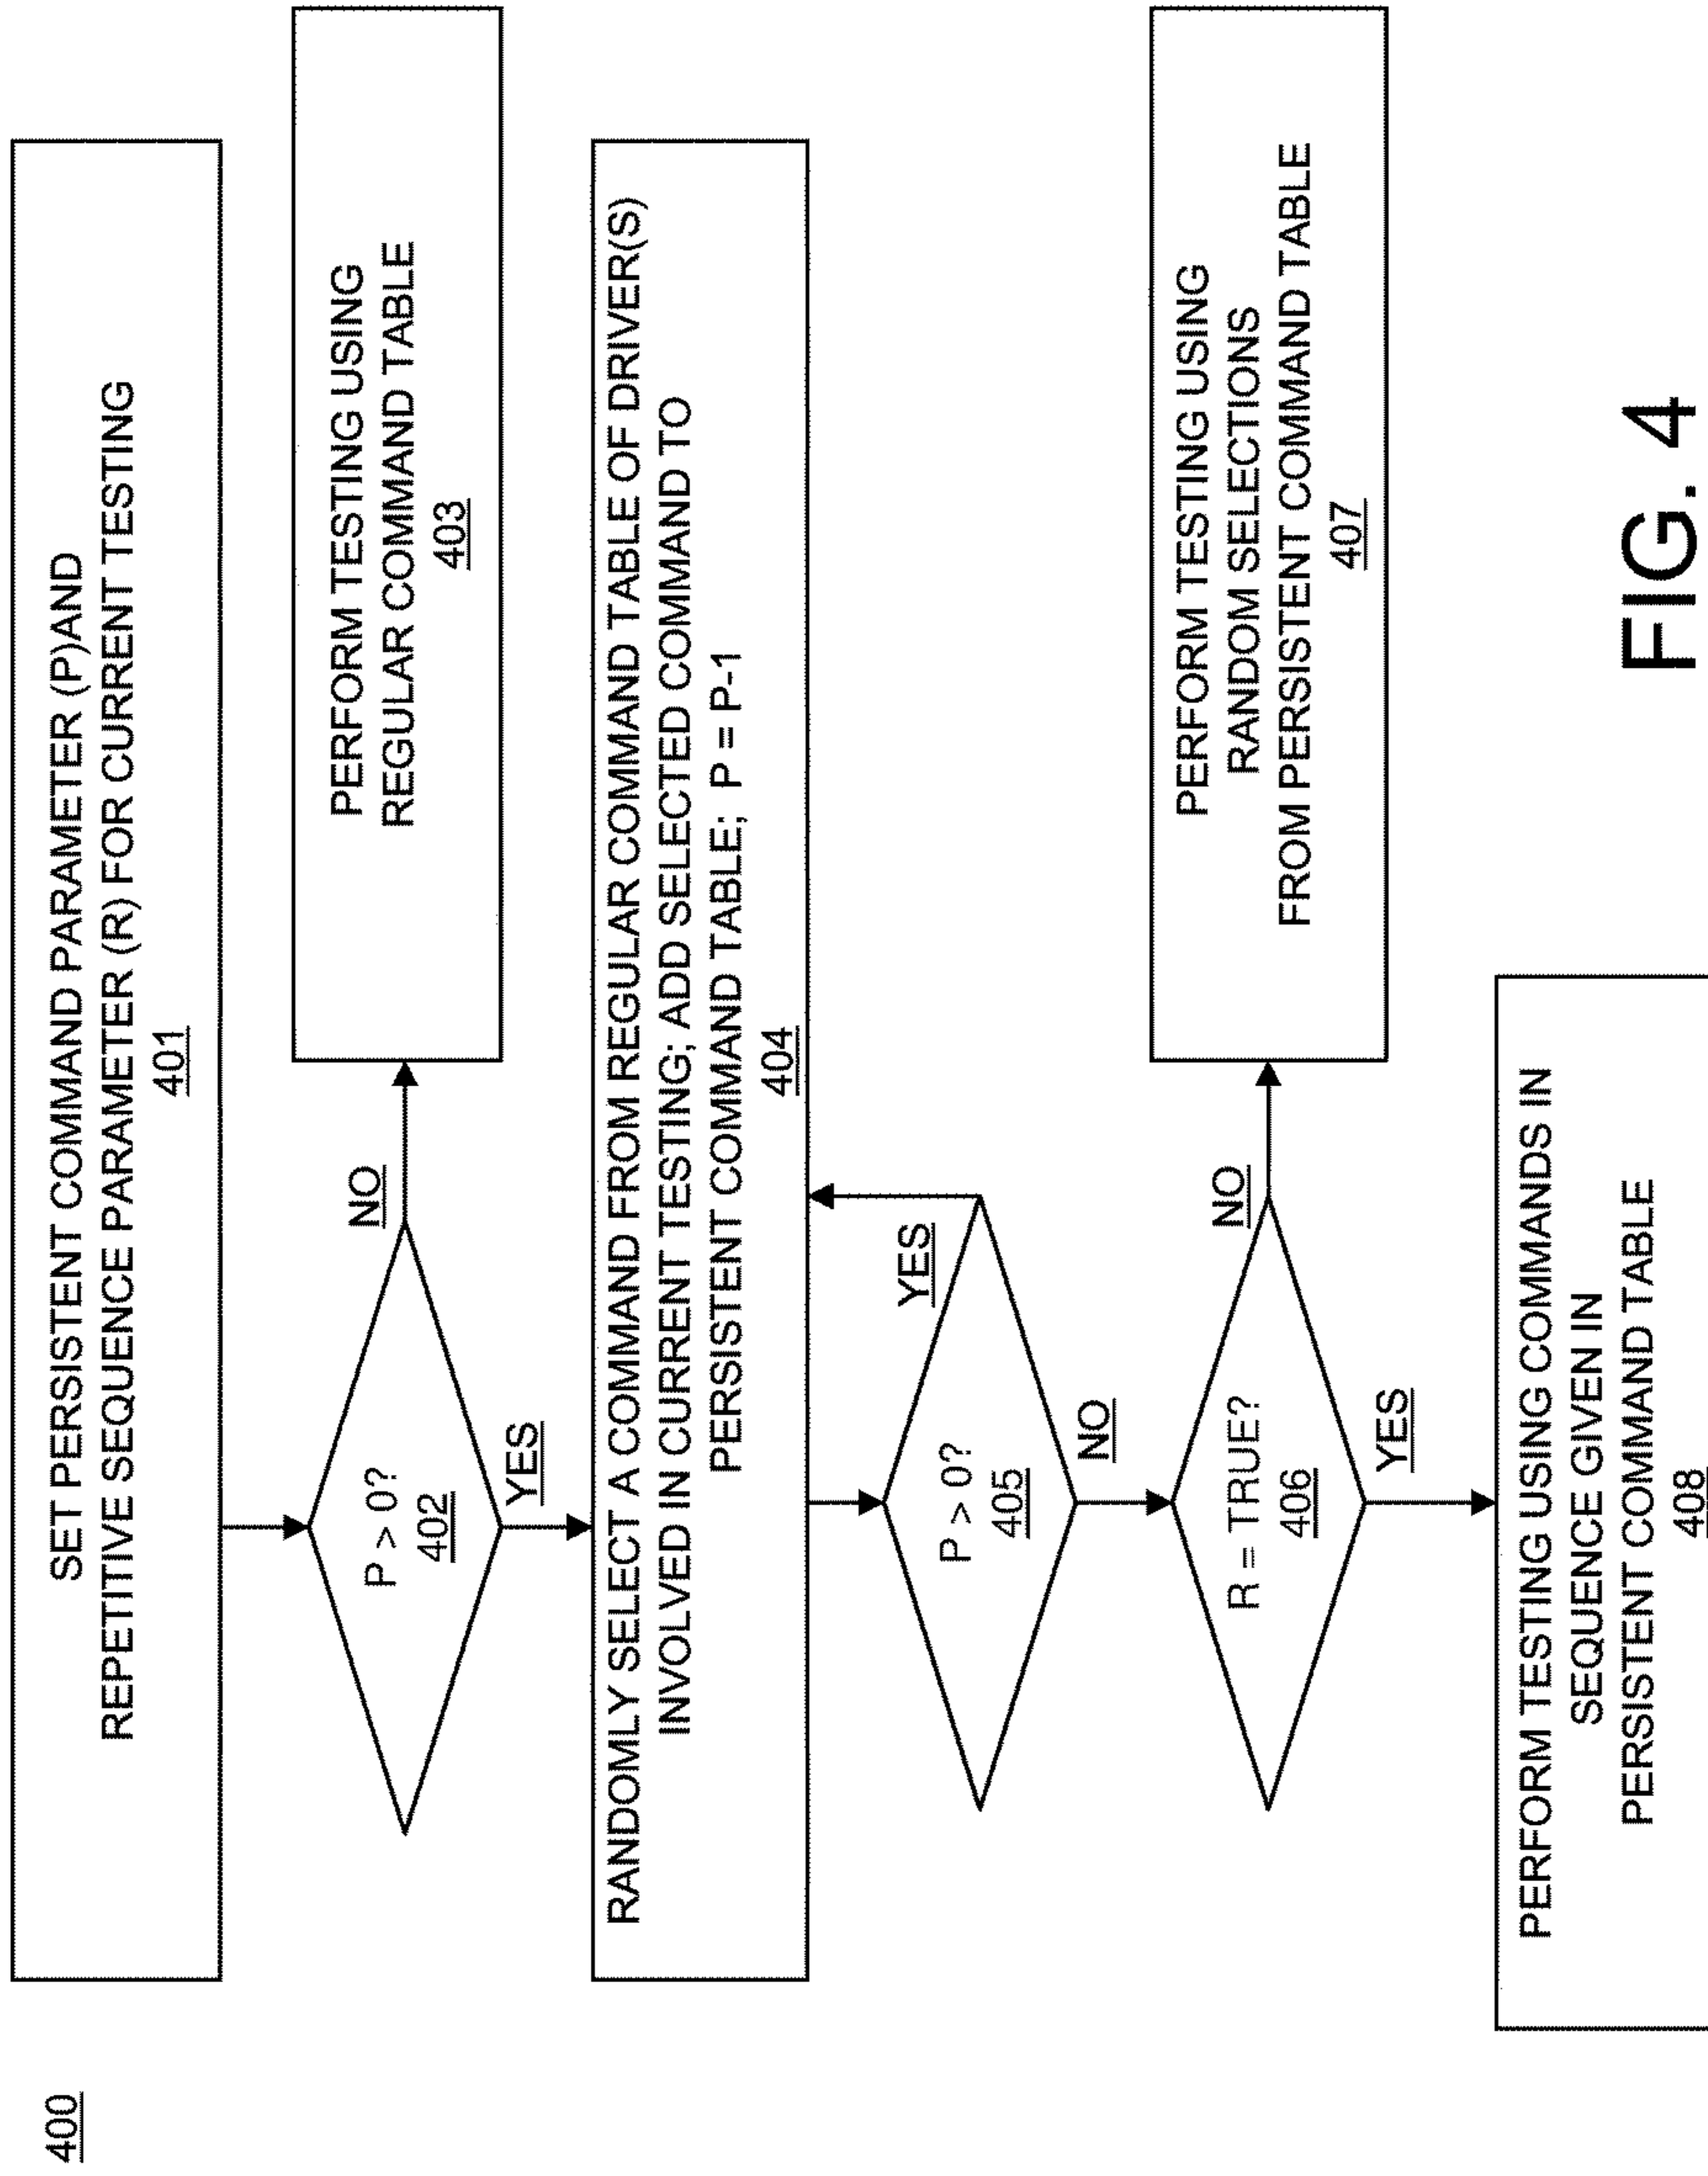 400
SET PERSISTENT COMMAND PARAMETER (P)AND
REPETITIVE SEQUENCE PARAMETER (R) FOR CURRENT TESTING
401
P > 0?
402
NO
YES
PERFORM TESTING USING
REGULAR COMMAND TABLE
403
RANDOMLY SELECT A COMMAND FROM REGULAR COMMAND TABLE OF DRIVER(S)
INVOLVED IN CURRENT TESTING; ADD SELECTED COMMAND TO
PERSISTENT COMMAND TABLE; P = P-1
404
P > 0?
405
YES
NO
R = TRUE?
406
NO
YES
PERFORM TESTING USING
RANDOM SELECTIONS
FROM PERSISTENT COMMAND TABLE
407
PERFORM TESTING USING COMMANDS IN
SEQUENCE GIVEN IN
PERSISTENT COMMAND TABLE
408
FIG. 4